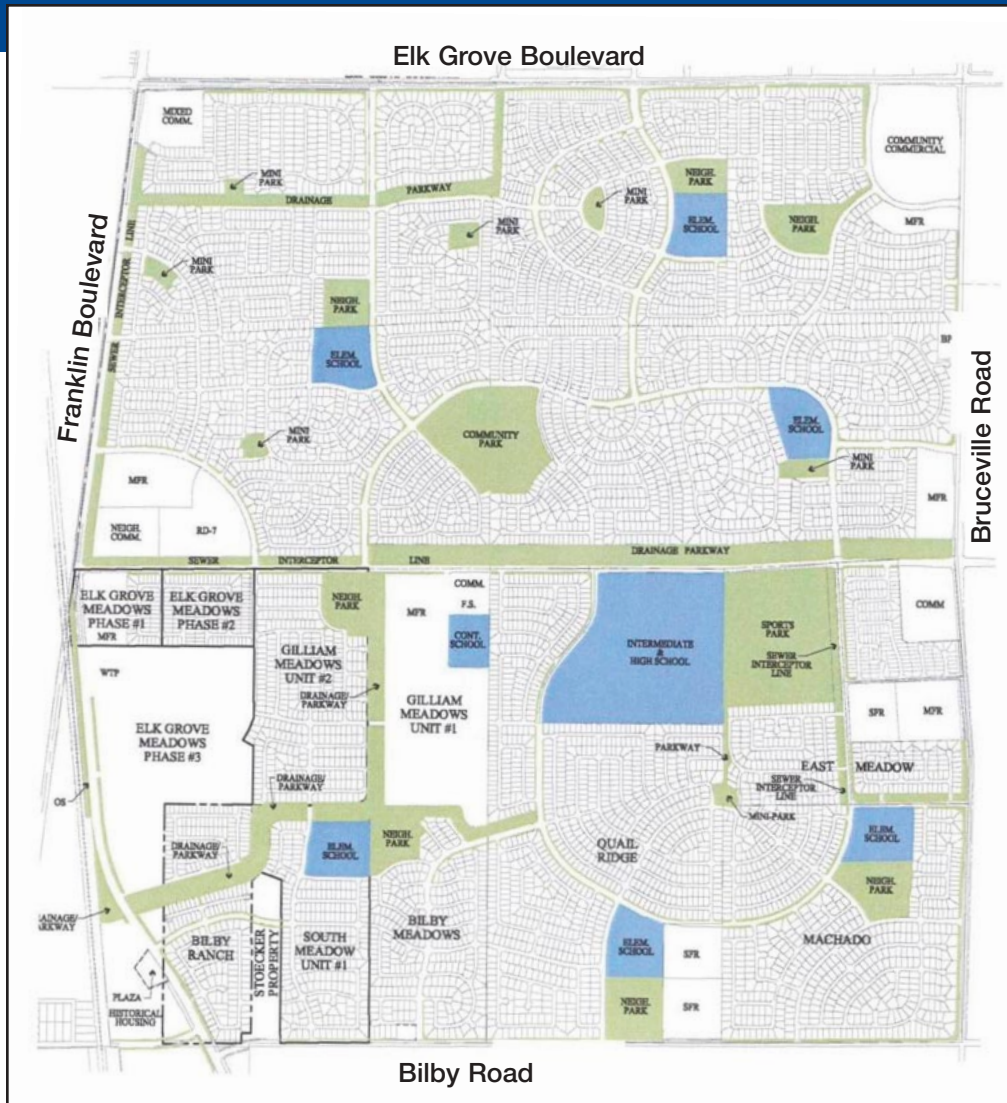 Elk Grove Boulevard
MIXED
COMM.
COMMUNITY
COMMERCIAL
MINI
PARK
NEIGH.
PARK
PARKWAY
DRAINAGE
MINI
PARK
ELEM.
SCHOOL
NEIGH.
PARK
MFR
MINI
PARK
LINE
Franklin Boulevard
MINI
PARK
INTERCEPTOR
NEIGH.
PARK
SEWER
ELEM.
SCHOOL
Bruceville Road
MINI
PARK
COMMUNITY
PARK
ELEM.
SCHOOL
MINI
PARK
MFR
MFR
NEIGH.
COMM.
RD-7
SEWER
INTERCEPTOR
LINE
DRAINAGE PARKWAY
ELK GROVE
MEADOWS
PHASE #1
MFR
ELK GROVE
MEADOWS
PHASE #2
NEIGH.
PARK
COMM.
MFR
F.S.
CONT.
SCHOOL
COMM
SPORTS
PARK
INTERMEDIATE
&
HIGH SCHOOL
SEWER
INTERCEPTOR
LINE
GILLIAM
MEADOWS
UNIT #2
WTP
DRAINAGE/
PARKWAY
GILLIAM
MEADOWS
UNIT #1
SFR
MFR
ELK GROVE
MEADOWS
PHASE #3
PARKWAY
EAST
MEADOW
DRAINAGE/
PARKWAY
SEWER
INTERCEPTOR
LINE
OS
MINI-PARK
NEIGH.
PARK
ELEM.
SCHOOL
ELEM.
SCHOOL
DRAINAGE/
PARKWAY
QUAIL
RIDGE
NEIGH.
PARK
AINAGE/
ARKWAY
BILBY
MEADOWS
MACHADO
BILBY
RANCH
STOECKER
PROPERTY
SOUTH
MEADOW
UNIT #1
ELEM.
SCHOOL
SFR
PLAZA
HISTORICAL
HOUSING
NEIGH.
PARK
SFR
Bilby Road